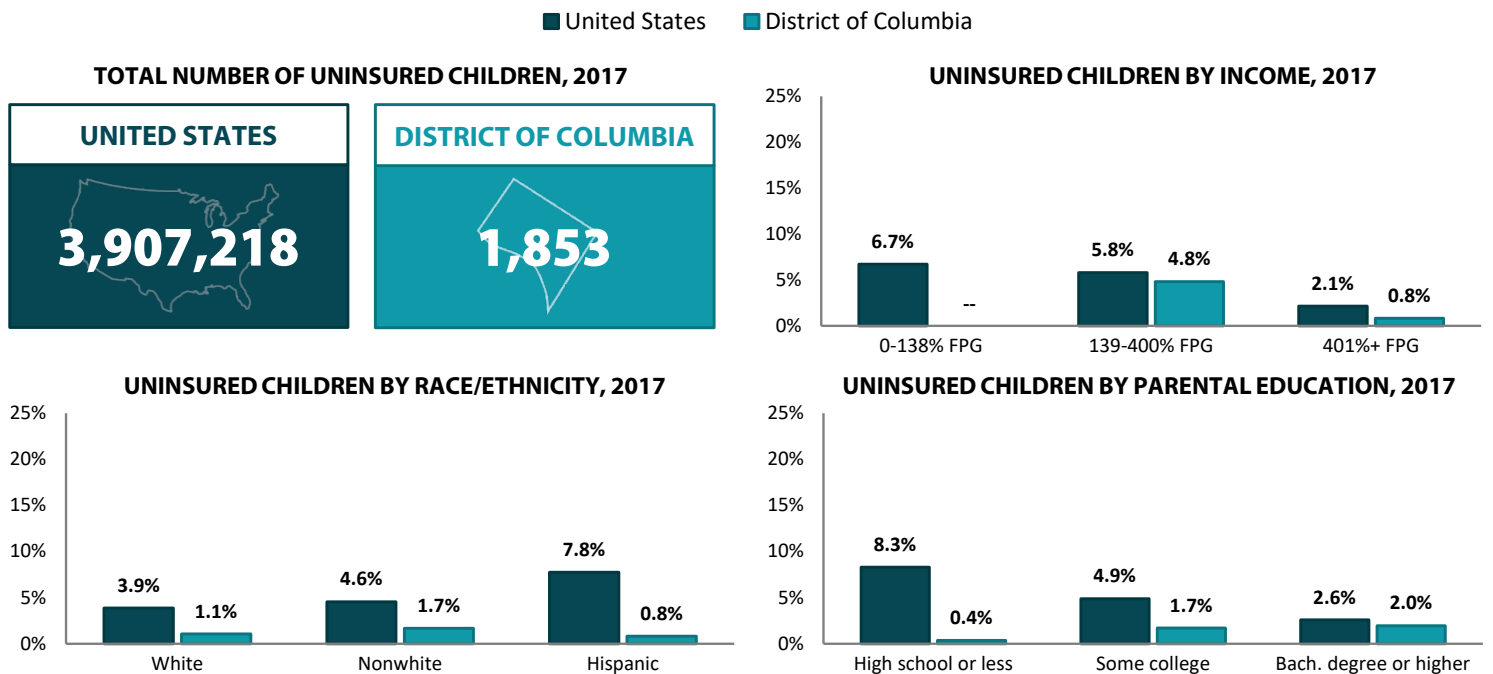 United States District of Columbia
TOTAL NUMBER OF UNINSURED CHILDREN, 2017
UNITED STATES
3,907,218
DISTRICT OF COLUMBIA
1,853
UNINSURED CHILDREN BY INCOME, 2017
25%
20%
15%
10%
5%
0%
6.7%
--
5.8%
4.8%
2.1%
0.8%
0-138% FPG
139-400% FPG
401%+ FPG
UNINSURED CHILDREN BY RACE/ETHNICITY, 2017
25%
20%
15%
10%
5%
0%
3.9%
1.1%
4.6%
1.7%
7.8%
0.8%
White
Nonwhite
Hispanic
UNINSURED CHILDREN BY PARENTAL EDUCATION, 2017
25%
20%
15%
10%
5%
0%
8.3%
0.4%
4.9%
1.7%
2.6%
2.0%
High school or less
Some college
Bach. degree or higher